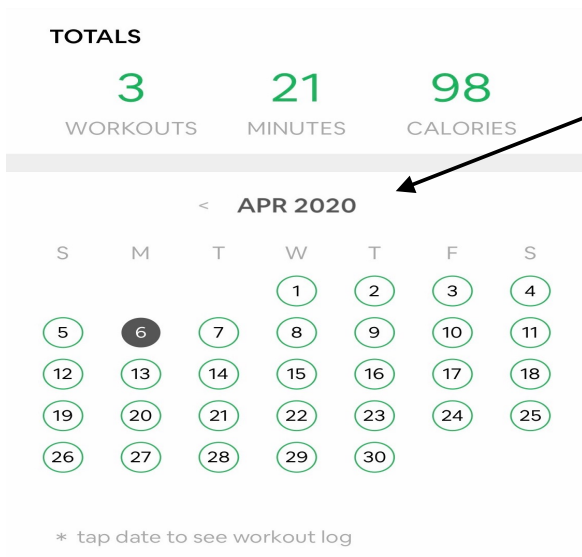 TOTALS
3 21 98
WORKOUTS MINUTES CALORIES
< APR 2020
S M T W T F S
1 2 3 4
5 6 7 8 9 10 11
12 13 14 15 16 17 18
19 20 21 22 23 24 25
26 27 28 29 30
* tap date to see workout log